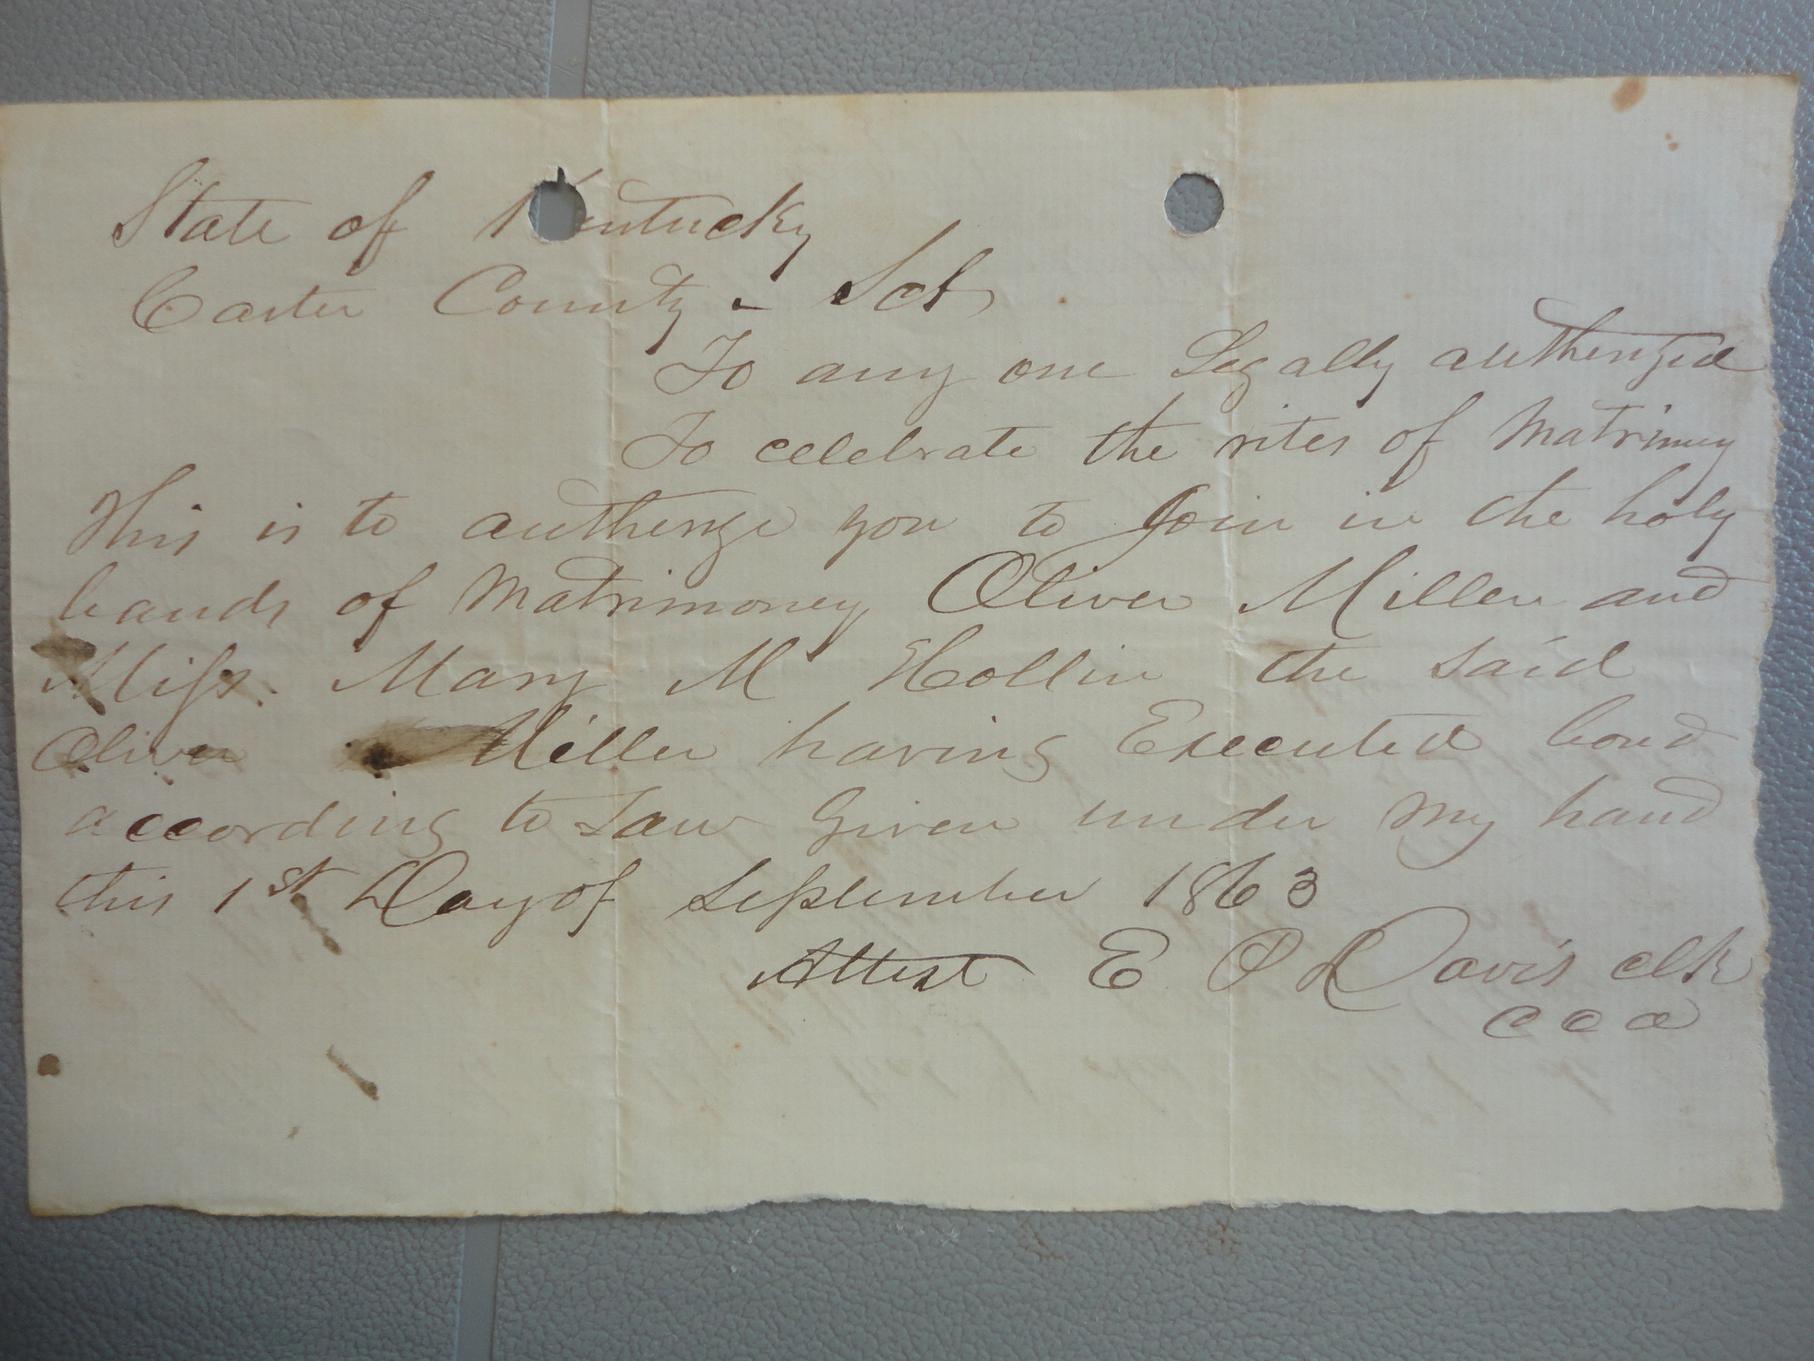 State of Kentucky
Carter County - Sct
To any one Legally authorized
To celebrate the rites of Matrimny
This is to authorize you to Join in the holy
bands of Matrimoney Oliver Miller and
Miss. Mary M Hollin the said
Oliver Miller having Executed bond
according to Law Given under my hand
this 1st Day of September 1863
Attest E P Davis clk
C C C